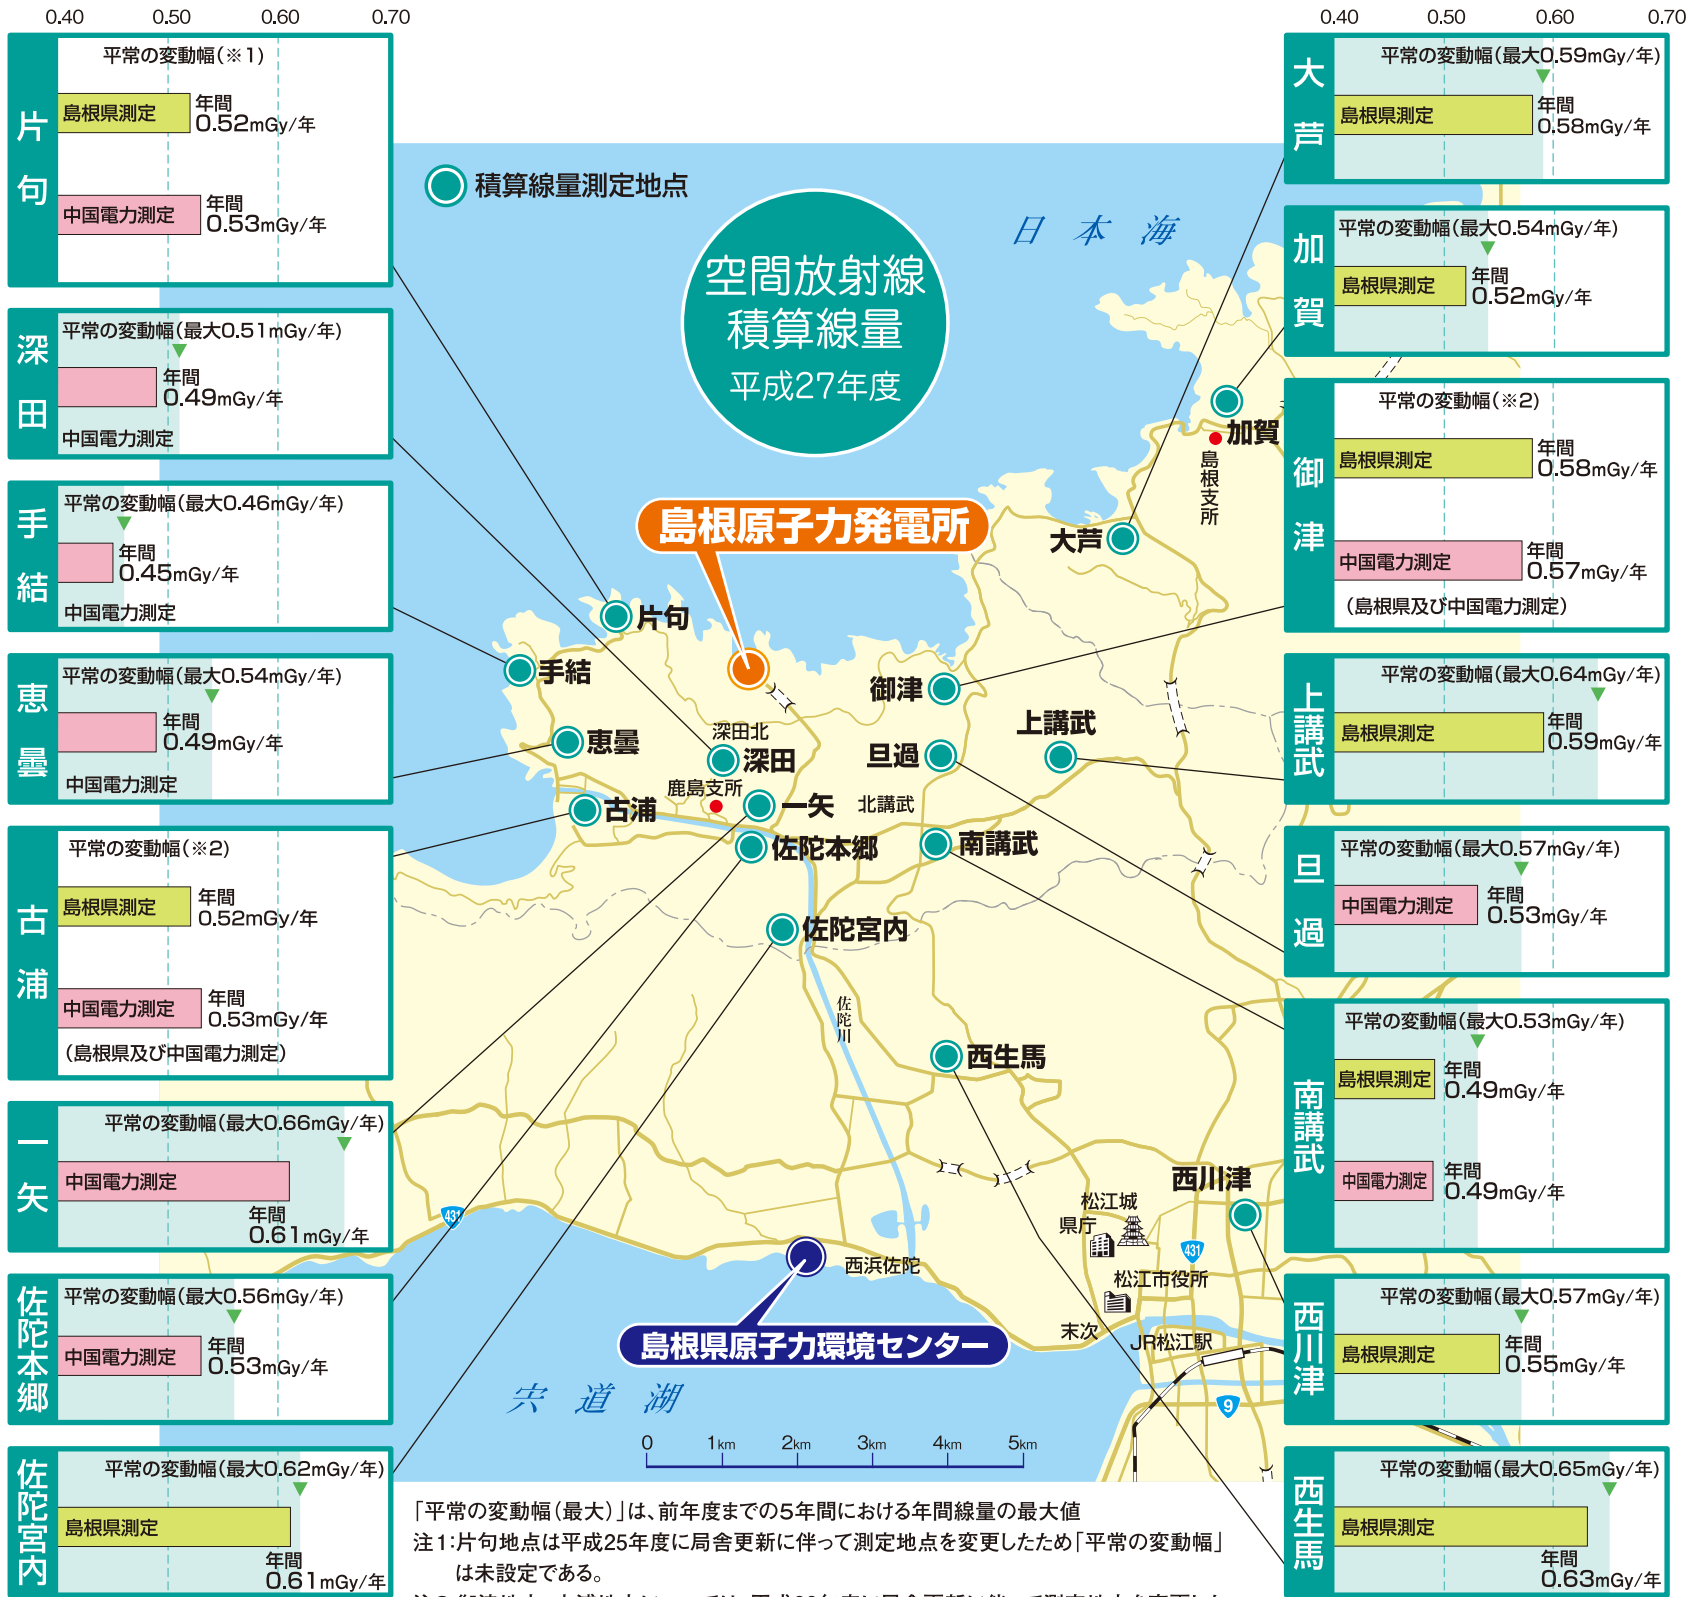 0.40 0.50 0.60 0.70
片句
平常の変動幅(※1)
島根県測定
年間
0.52mGy/年
中国電力測定
年間
0.53mGy/年
深田
平常の変動幅(最大0.51mGy/年)
年間
0.49mGy/年
中国電力測定
手結
平常の変動幅(最大0.46mGy/年)
年間
0.45mGy/年
中国電力測定
恵曇
平常の変動幅(最大0.54mGy/年)
年間
0.49mGy/年
中国電力測定
古浦
平常の変動幅(※2)
島根県測定
年間
0.52mGy/年
中国電力測定
年間
0.53mGy/年
(島根県及び中国電力測定)
一矢
平常の変動幅(最大0.66mGy/年)
中国電力測定
年間
0.61mGy/年
佐陀本郷
平常の変動幅(最大0.56mGy/年)
中国電力測定
年間
0.53mGy/年
佐陀宮内
平常の変動幅(最大0.62mGy/年)
島根県測定
年間
0.61mGy/年
積算線量測定地点
空間放射線
積算線量
平成27年度
日本海
加賀
島根支所
島根原子力発電所
大芦
片句
手結
御津
上講武
深田北
恵曇
深田
旦過
鹿島支所
古浦
一矢
北講武
佐陀本郷
南講武
佐陀宮内
佐陀川
西生馬
西川津
松江城
県庁
431
431
西浜佐陀
松江市役所
島根県原子力環境センター
末次
JR松江駅
宍道湖
9
0 1km 2km 3km 4km 5km
0.40 0.50 0.60 0.70
大芦
平常の変動幅(最大0.59mGy/年)
島根県測定
年間
0.58mGy/年
加賀
平常の変動幅(最大0.54mGy/年)
島根県測定
年間
0.52mGy/年
御津
平常の変動幅(※2)
島根県測定
年間
0.58mGy/年
中国電力測定
年間
0.57mGy/年
(島根県及び中国電力測定)
上講武
平常の変動幅(最大0.64mGy/年)
島根県測定
年間
0.59mGy/年
旦過
平常の変動幅(最大0.57mGy/年)
中国電力測定
年間
0.53mGy/年
南講武
平常の変動幅(最大0.53mGy/年)
島根県測定
年間
0.49mGy/年
中国電力測定
年間
0.49mGy/年
西川津
平常の変動幅(最大0.57mGy/年)
島根県測定
年間
0.55mGy/年
西生馬
平常の変動幅(最大0.65mGy/年)
島根県測定
年間
0.63mGy/年
「平常の変動幅(最大)」は、前年度までの5年間における年間線量の最大値
注1:片句地点は平成25年度に局舎更新に伴って測定地点を変更したため「平常の変動幅」
は未設定である。